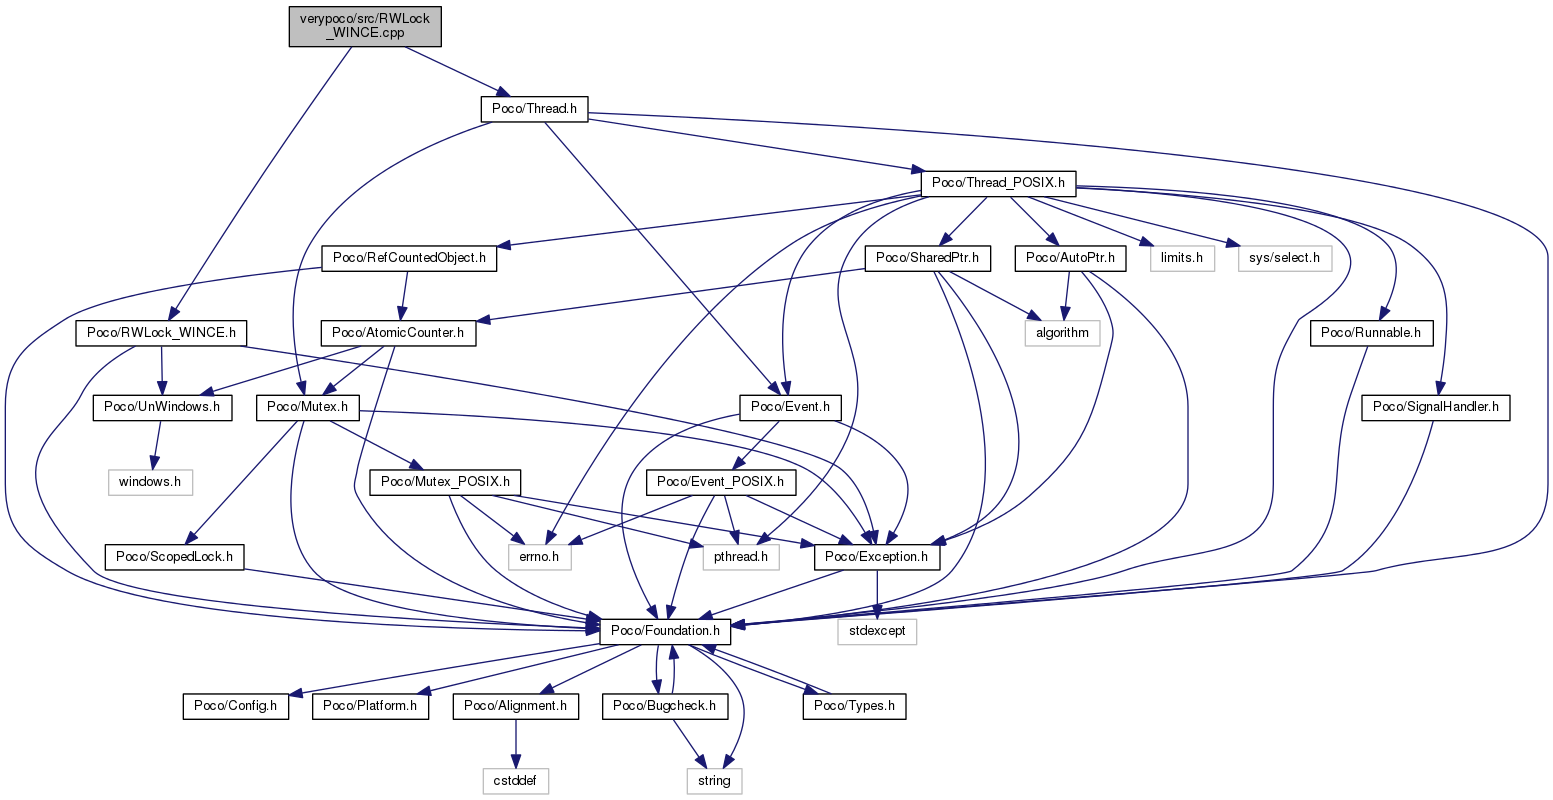 verypoco/src/RWLock
_WINCE.cpp
Poco/Thread.h
Poco/Thread_POSIX.h
Poco/RefCountedObject.h
Poco/SharedPtr.h
Poco/AutoPtr.h
limits.h
sys/select.h
Poco/RWLock_WINCE.h
Poco/AtomicCounter.h
algorithm
Poco/Runnable.h
Poco/UnWindows.h
Poco/Mutex.h
Poco/Event.h
Poco/SignalHandler.h
windows.h
Poco/Mutex_POSIX.h
Poco/Event_POSIX.h
Poco/ScopedLock.h
errno.h
pthread.h
Poco/Exception.h
Poco/Foundation.h
stdexcept
Poco/Config.h
Poco/Platform.h
Poco/Alignment.h
Poco/Bugcheck.h
Poco/Types.h
cstddef
string